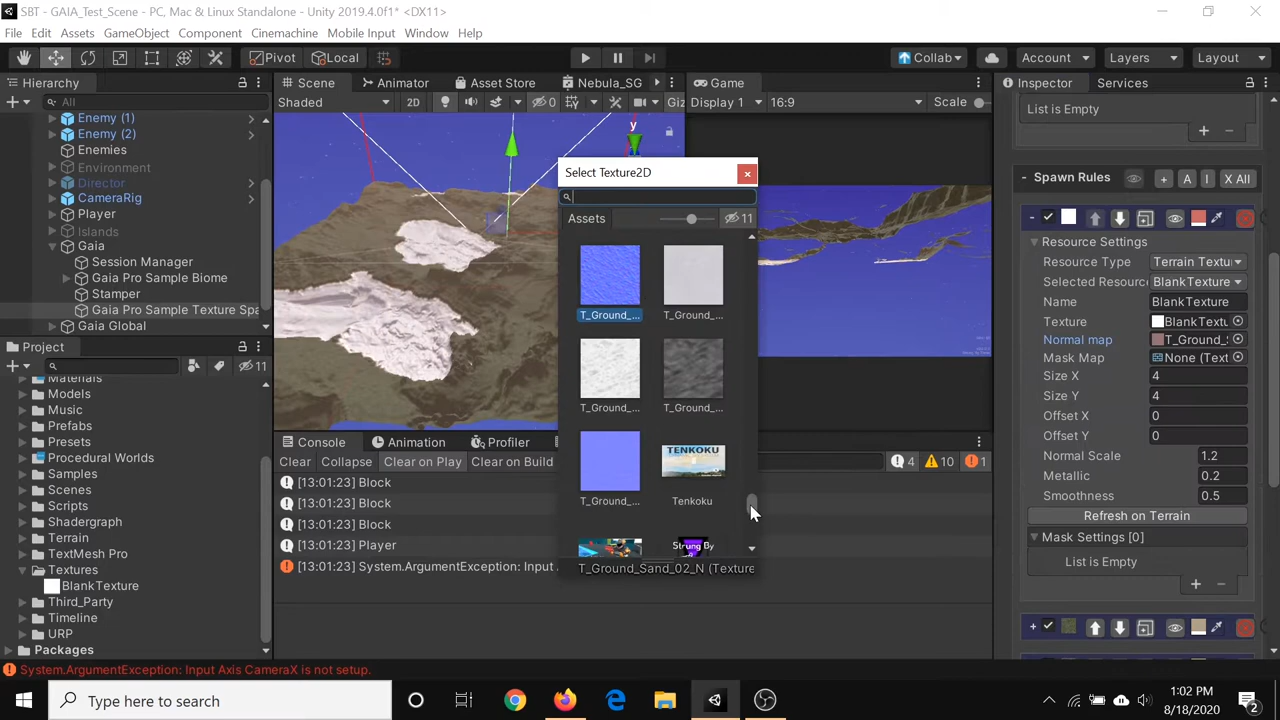 SBT - GAIA_Test_Scene - PC, Mac & Linux Standalone - Unity 2019.4.0f1* <DX11>
File Edit Assets GameObject Component Cinemachine Mobile Input Window Help
Pivot Local Collab Account Layers Layout
Hierarchy
All
Enemy (1)
Enemy (2)
Enemies
Environment
Director
CameraRig
Player
Islands
Gaia
Session Manager
Gaia Pro Sample Biome
Stamper
Gaia Pro Sample Texture Spa
Gaia Global
Project
11
Materials
Models
Music
Prefabs
Presets
Procedural Worlds
Samples
Scenes
Scripts
Shadergraph
Terrain
TextMesh Pro
Textures
BlankTexture
Third_Party
Timeline
URP
Packages
Scene Animator Asset Store Nebula_SG
Shaded 2D 0 Giz
y
Game
Display 1 16:9 Scale
Select Texture2D
Assets 11
T_Ground_... T_Ground_...
T_Ground_... T_Ground_...
TENKOKU
T_Ground_... Tenkoku
Strung By
T_Ground_Sand_02_N (Texture
Console Animation Profiler
Clear Collapse Clear on Play Clear on Build 4 10 1
[13:01:23] Block
[13:01:23] Block
[13:01:23] Block
[13:01:23] Player
[13:01:23] System.ArgumentException: Input
Inspector Services
List is Empty
Spawn Rules + A I X All
Resource Settings
Resource Type Terrain Textu
Selected Resourc BlankTexture
Name BlankTexture
Texture BlankTextu
Normal map T_Ground_S
Mask Map None (Text
Size X 4
Size Y 4
Offset X 0
Offset Y 0
Normal Scale 1.2
Metallic 0.2
Smoothness 0.5
Refresh on Terrain
Mask Settings [0]
List is Empty
System.ArgumentException: Input Axis CameraX is not setup.
Type here to search
1:02 PM
8/18/2020
2